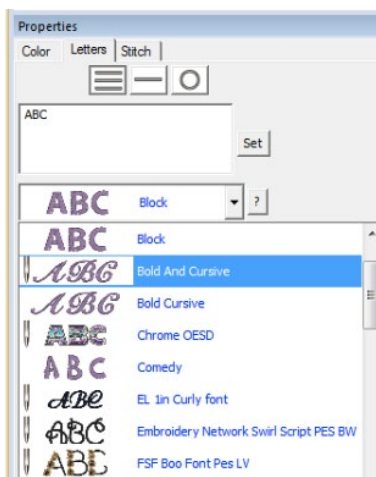 Properties
Color Letters Stitch
ABC
Set
ABC Block ?
ABC Block
ABC Bold And Cursive
ABC Bold Cursive
ABC Chrome OESD
ABC Comedy
ABC EL 1in Curly font
ABC Embroidery Network Swirl Script PES BW
ABC FSF Boo Font Pes LV